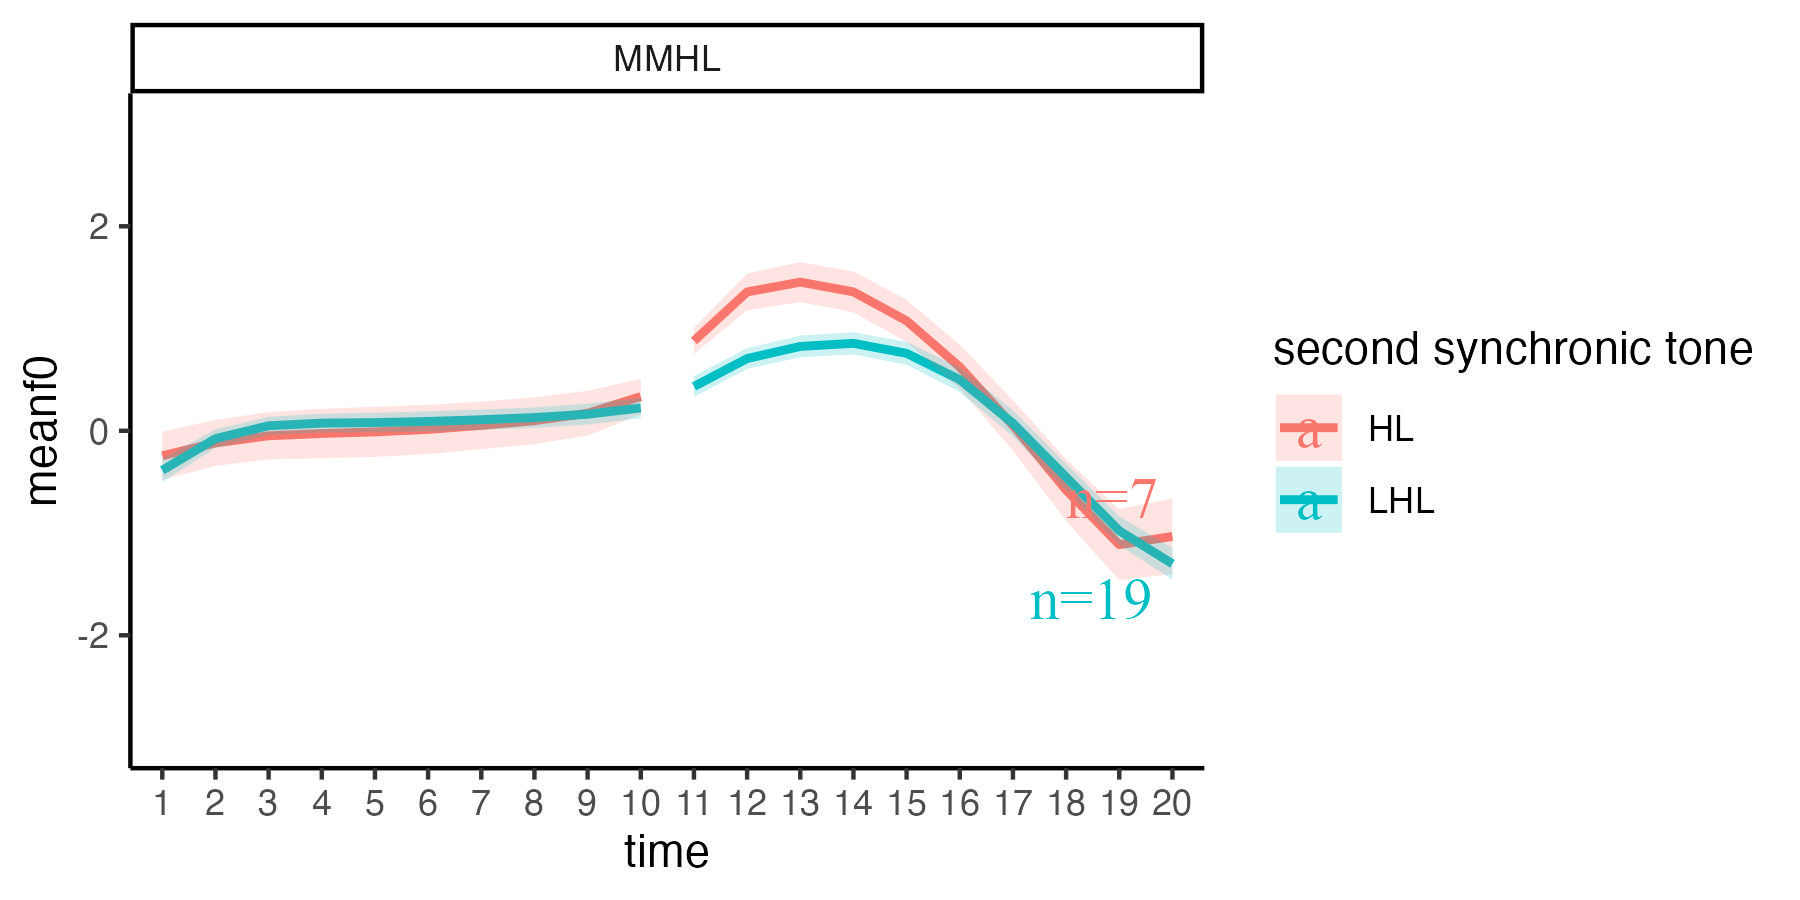 MMHL
meanf0
2
0
-2
n=7
n=19
1 2 3 4 5 6 7 8 9 10 11 12 13 14 15 16 17 18 19 20
time
second synchronic tone
a HL
a LHL